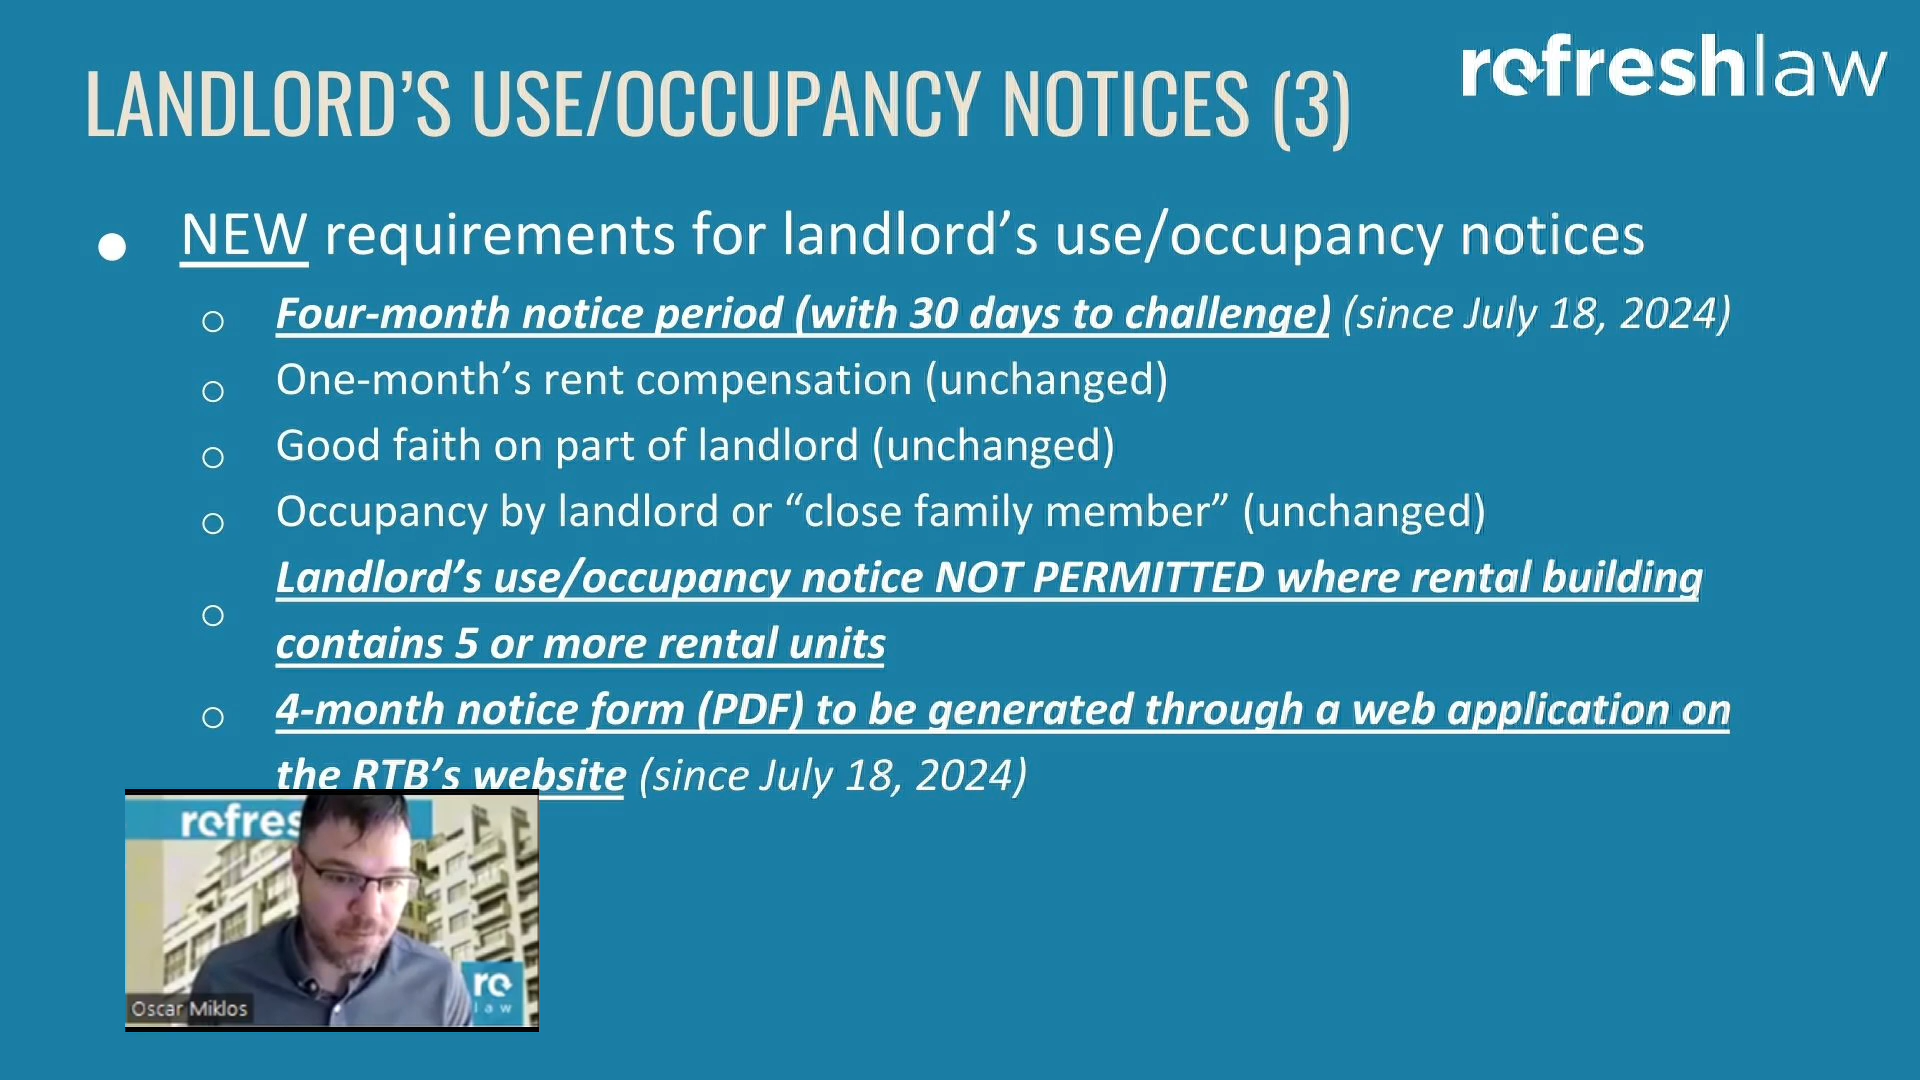 LANDLORD’S USE/OCCUPANCY NOTICES (3)
refreshlaw
● NEW requirements for landlord’s use/occupancy notices
○ Four-month notice period (with 30 days to challenge) (since July 18, 2024)
○ One-month’s rent compensation (unchanged)
○ Good faith on part of landlord (unchanged)
○ Occupancy by landlord or “close family member” (unchanged)
○ Landlord’s use/occupancy notice NOT PERMITTED where rental building
contains 5 or more rental units
○ 4-month notice form (PDF) to be generated through a web application on
the RTB’s website (since July 18, 2024)
refres
re
law
Oscar Miklos